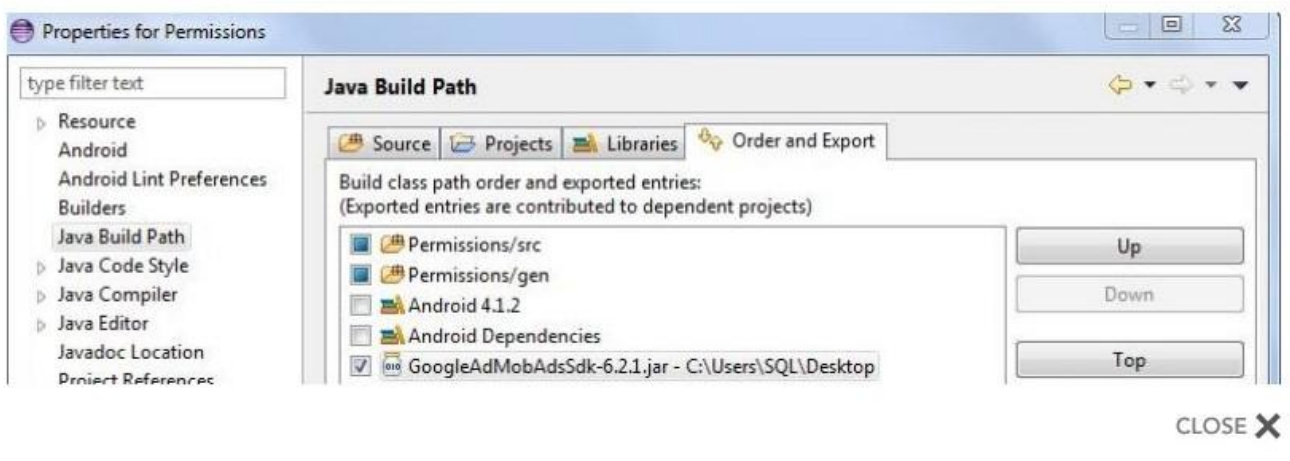 Properties for Permissions
type filter text
Resource
Android
Android Lint Preferences
Builders
Java Build Path
Java Code Style
Java Compiler
Java Editor
Javadoc Location
Project References
Java Build Path
Source Projects Libraries Order and Export
Build class path order and exported entries:
(Exported entries are contributed to dependent projects)
Permissions/src
Permissions/gen
Android 4.1.2
Android Dependencies
GoogleAdMobAdsSdk-6.2.1.jar - C:\Users\SQL\Desktop
Up
Down
Top
CLOSE X